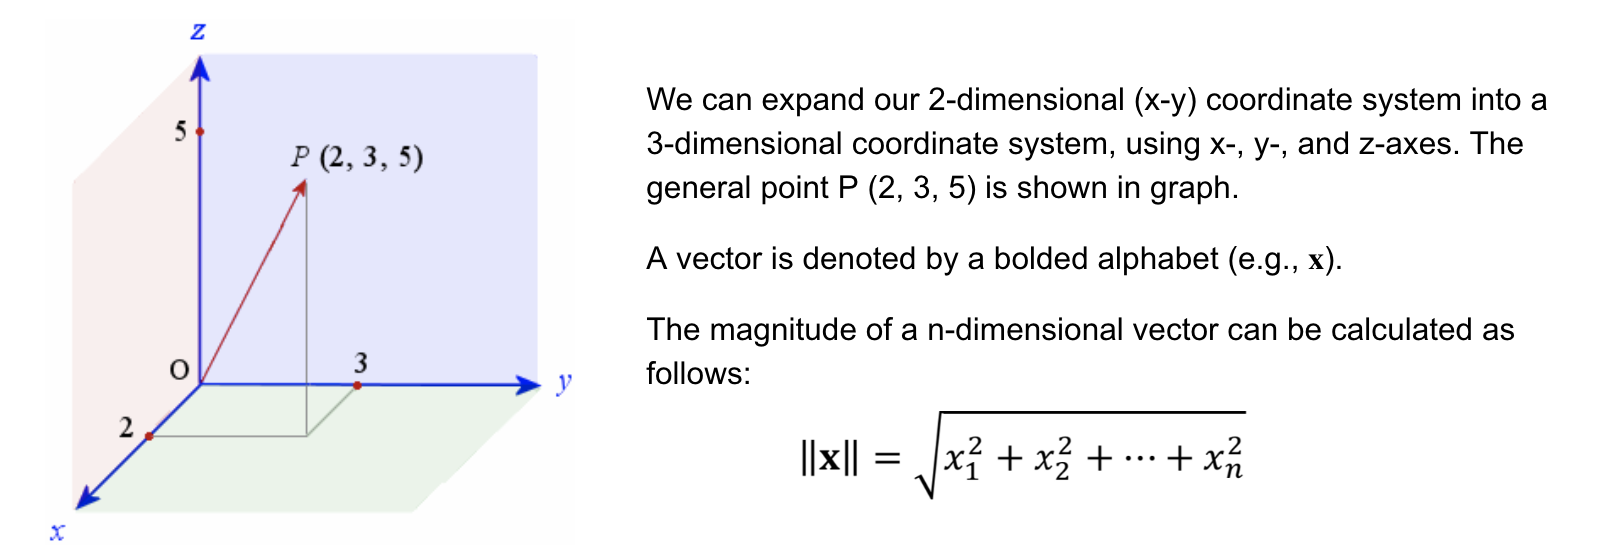 z
5
P (2, 3, 5)
O
3
y
2
x
We can expand our 2-dimensional (x-y) coordinate system into a
3-dimensional coordinate system, using x-, y-, and z-axes. The
general point P (2, 3, 5) is shown in graph.
A vector is denoted by a bolded alphabet (e.g., x).
The magnitude of a n-dimensional vector can be calculated as
follows:
‖x‖ = √(x₁² + x₂² + ⋯ + xₙ²)